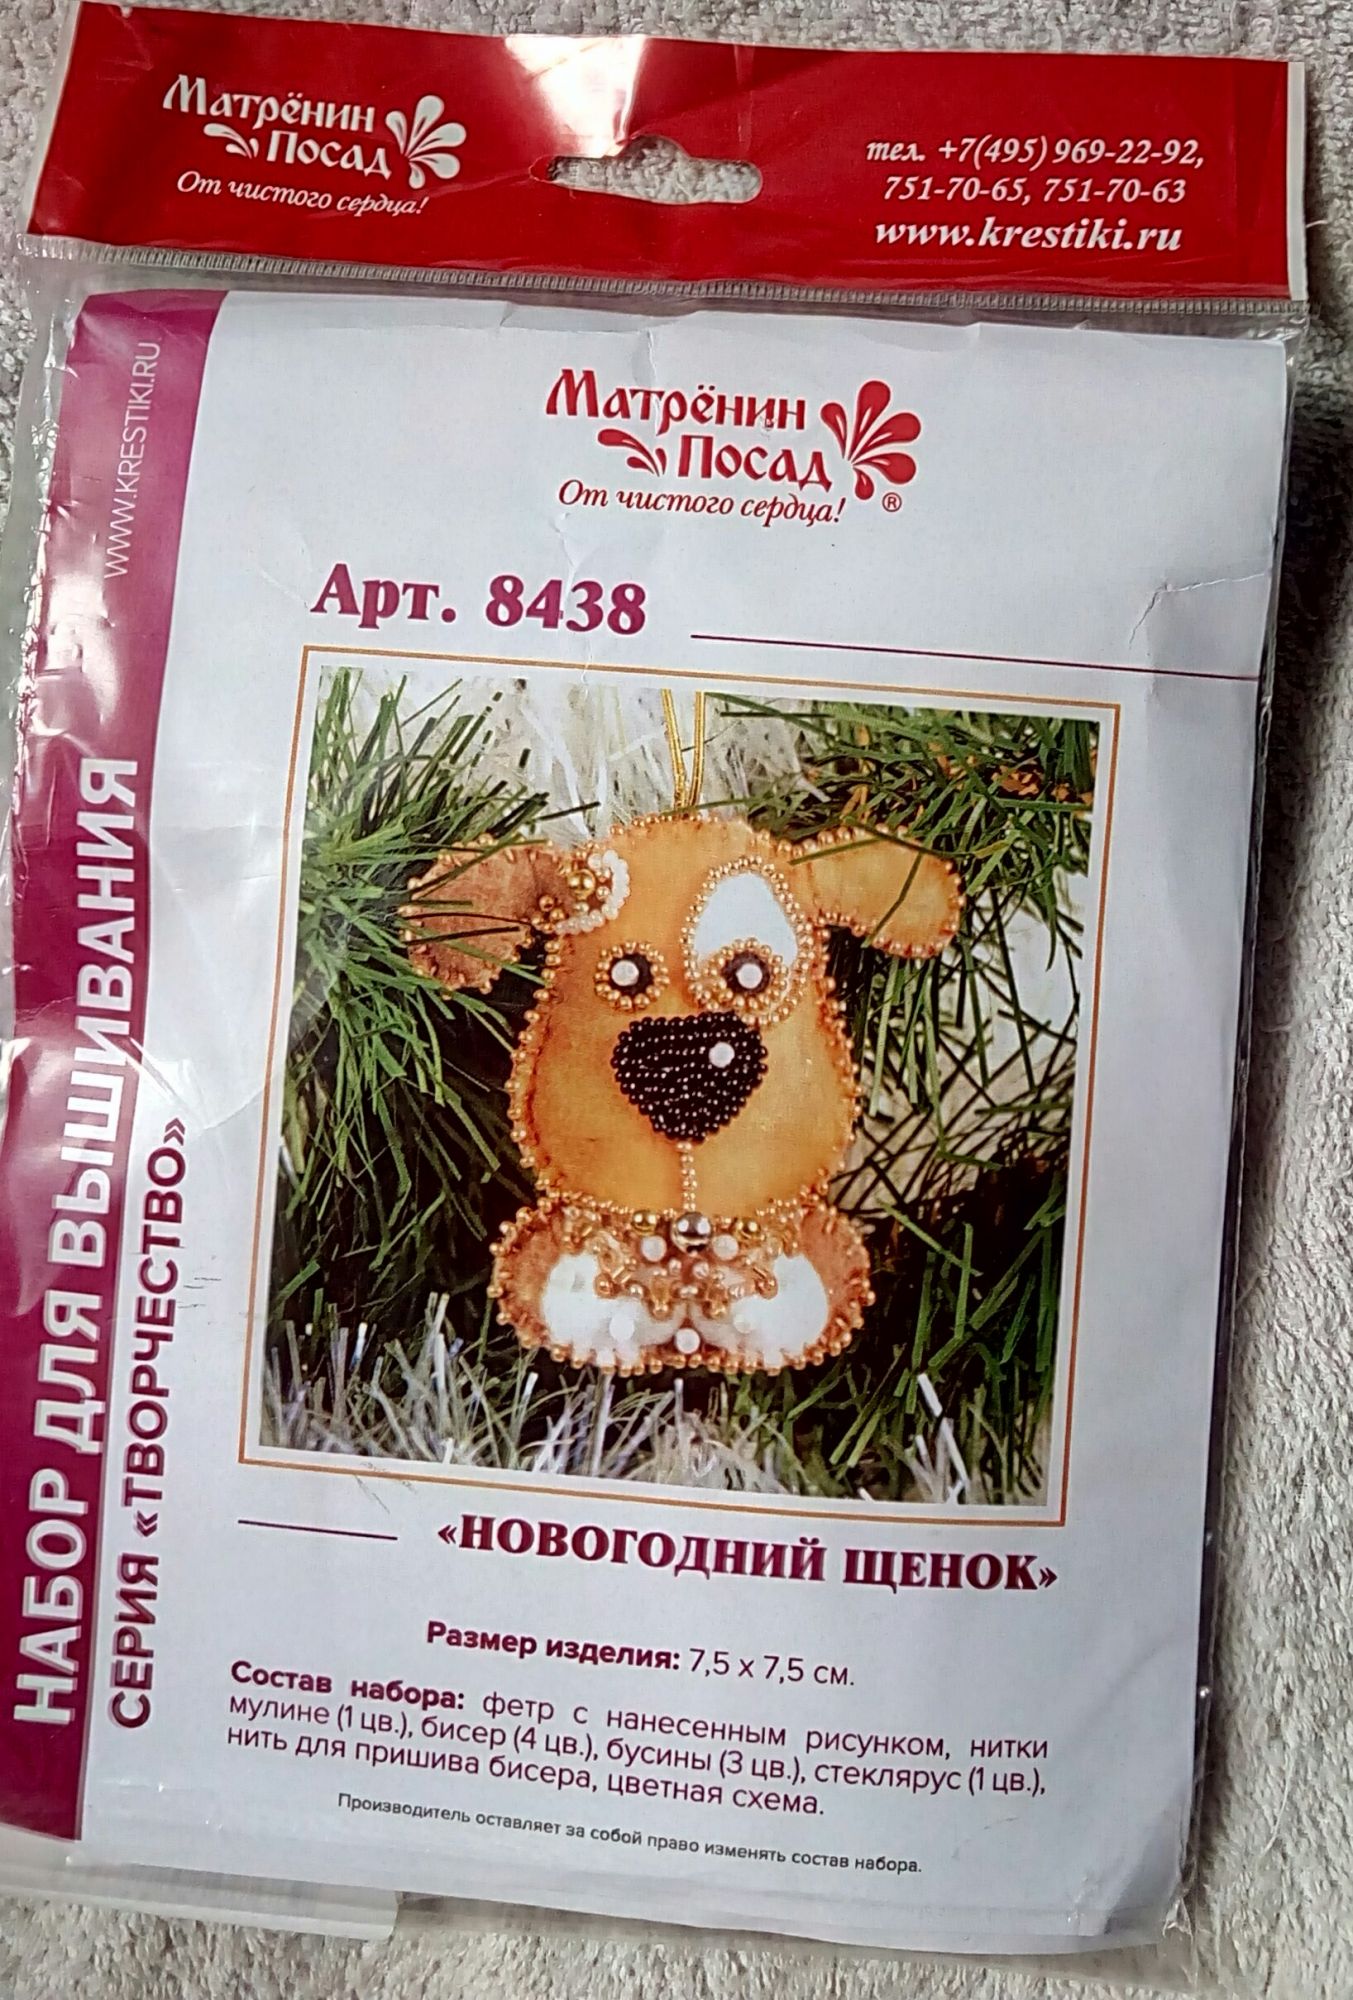 Матрёнин
Посад
От чистого сердца!
тел. +7(495) 969-22-92,
751-70-65, 751-70-63
www.krestiki.ru
WWW.KRESTIKI.RU
НАБОР ДЛЯ ВЫШИВАНИЯ
СЕРИЯ «ТВОРЧЕСТВО»
Матрёнин
Посад
От чистого сердца! ®
Арт. 8438
«НОВОГОДНИЙ ЩЕНОК»
Размер изделия: 7,5 х 7,5 см.
Состав набора: фетр с нанесенным рисунком, нитки
мулине (1 цв.), бисер (4 цв.), бусины (3 цв.), стеклярус (1 цв.),
нить для пришива бисера, цветная схема.
Производитель оставляет за собой право изменять состав набора.